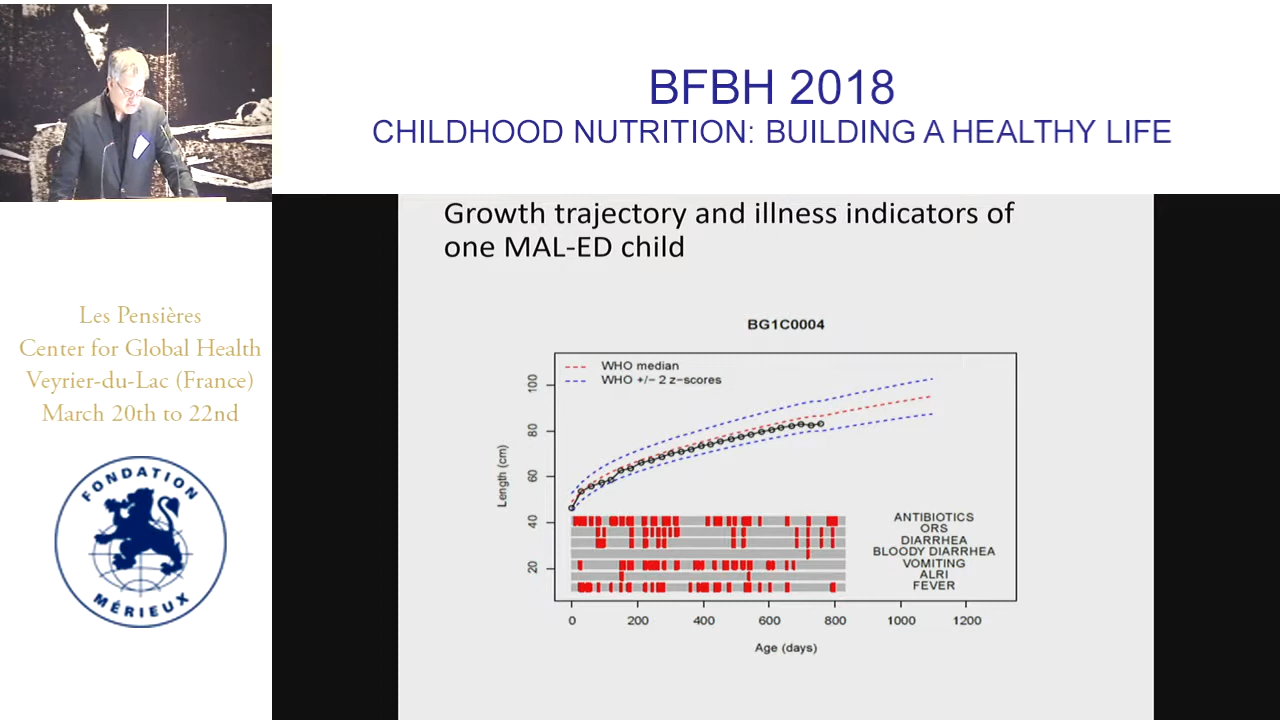 BFBH 2018
CHILDHOOD NUTRITION: BUILDING A HEALTHY LIFE
Les Pensières
Center for Global Health
Veyrier-du-Lac (France)
March 20th to 22nd
FONDATION
MÉRIEUX
Growth trajectory and illness indicators of
one MAL-ED child
BG1C0004
WHO median
WHO +/− 2 z−scores
Length (cm)
100
80
60
40
20
ANTIBIOTICS
ORS
DIARRHEA
BLOODY DIARRHEA
VOMITING
ALRI
FEVER
0 200 400 600 800 1000 1200
Age (days)